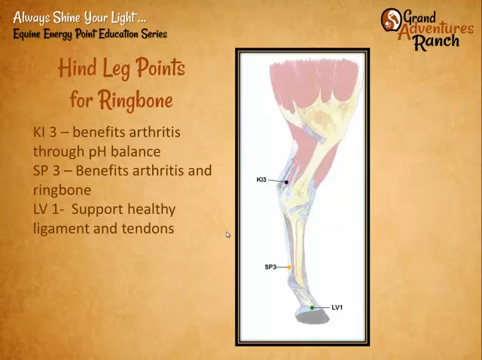 Always Shine Your Light...
Equine Energy Point Education Series
Grand
Adventures
Ranch
Hind Leg Points
for Ringbone
KI 3 – benefits arthritis
through pH balance
SP 3 – Benefits arthritis and
ringbone
LV 1- Support healthy
ligament and tendons
KI3
SP3
LV1